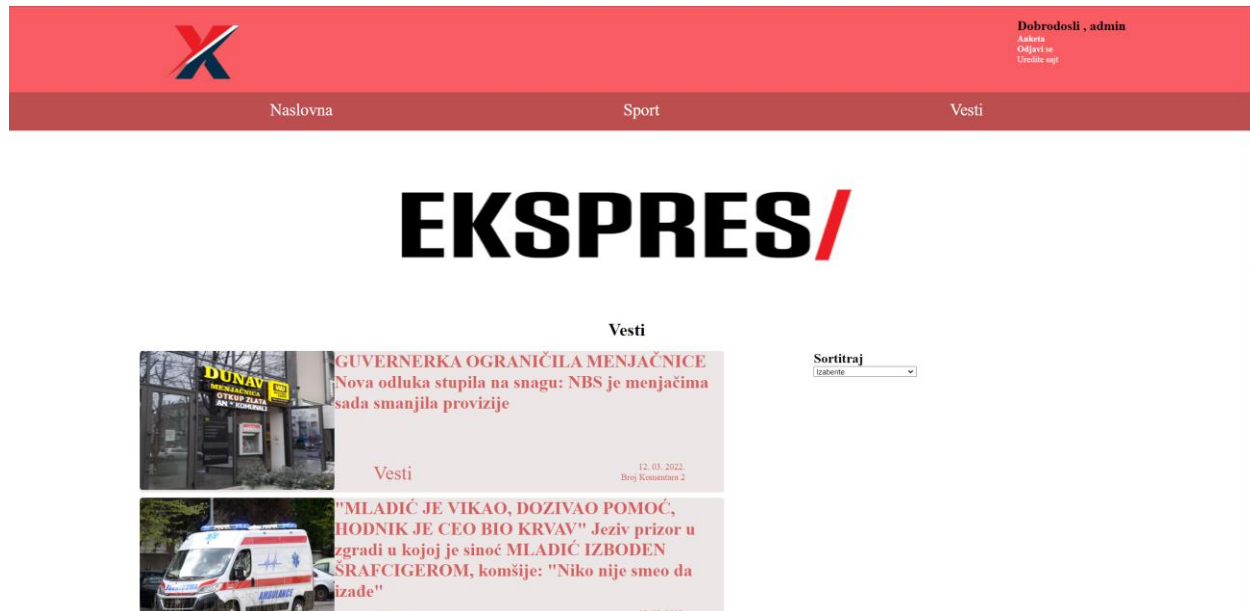 Dobrodosli , admin
Anketa
Odjavi se
Uredite sajt
Naslovna
Sport
Vesti
EKSPRES/
Vesti
DUNAV
MENJAČNICA
OTKUP ZLATA
GUVERNERKA OGRANIČILA MENJAČNICE
Nova odluka stupila na snagu: NBS je menjačima
sada smanjila provizije
Vesti
12. 03. 2022.
Broj Komentara 2
Sortitraj
Izaberite
"MLADIĆ JE VIKAO, DOZIVAO POMOĆ,
HODNIK JE CEO BIO KRVAV" Jeziv prizor u
zgradi u kojoj je sinoć MLADIĆ IZBODEN
ŠRAFCIGEROM, komšije: "Niko nije smeo da
izađe"
AMBULANCE